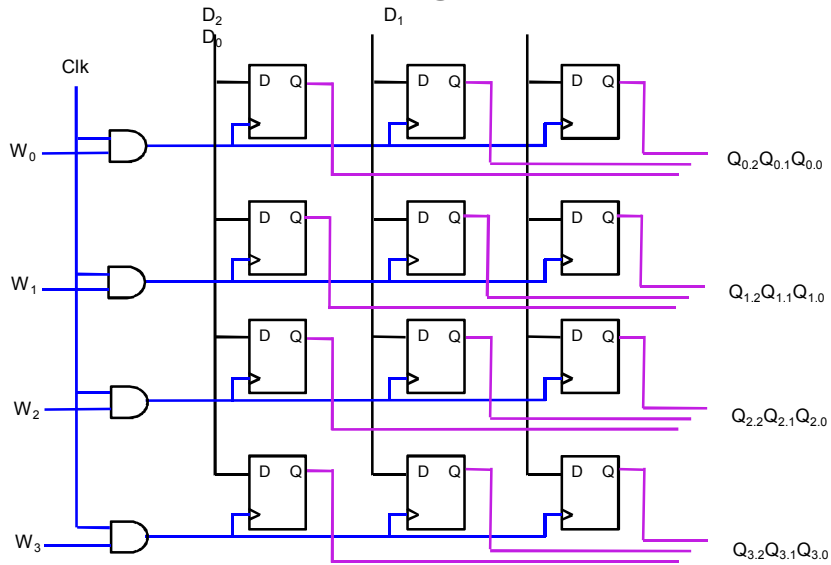 D2 D1
D0
Clk
D Q D Q D Q
W0
Q0.2Q0.1Q0.0
D Q D Q D Q
W1
Q1.2Q1.1Q1.0
D Q D Q D Q
W2
Q2.2Q2.1Q2.0
D Q D Q D Q
W3
Q3.2Q3.1Q3.0